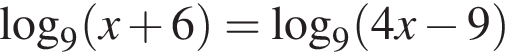 log₉(x + 6) = log₉(4x − 9)